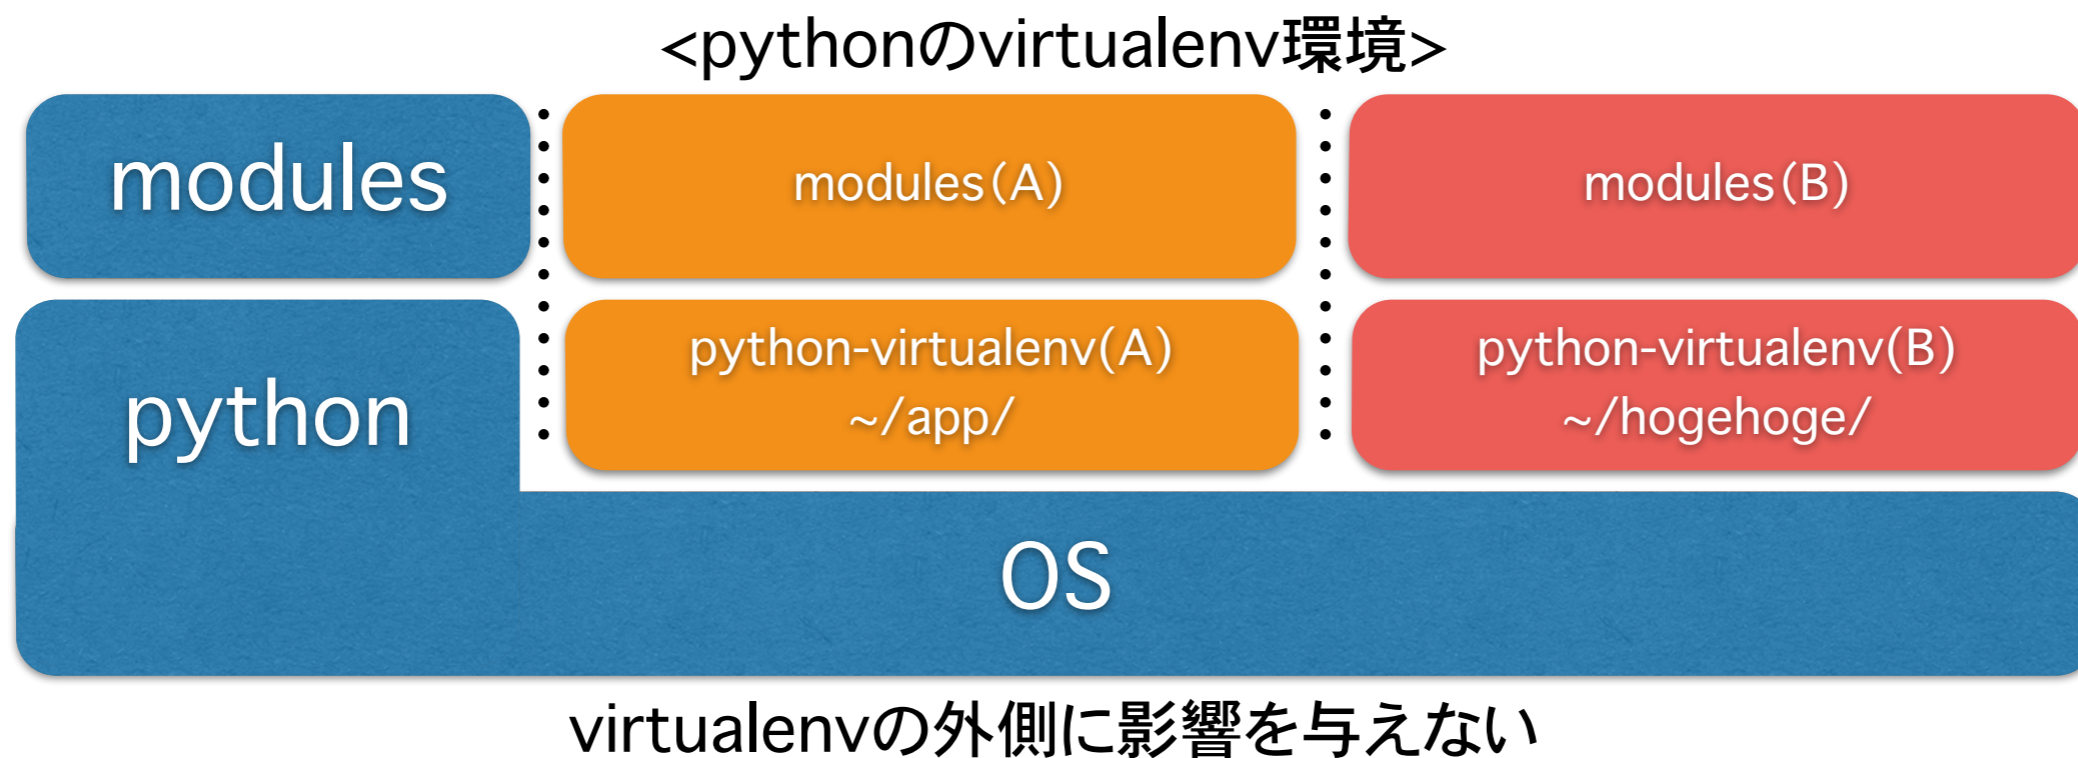 <pythonのvirtualenv環境>
modules
modules(A)
modules(B)
python
python-virtualenv(A)
~/app/
python-virtualenv(B)
~/hogehoge/
OS
virtualenvの外側に影響を与えない